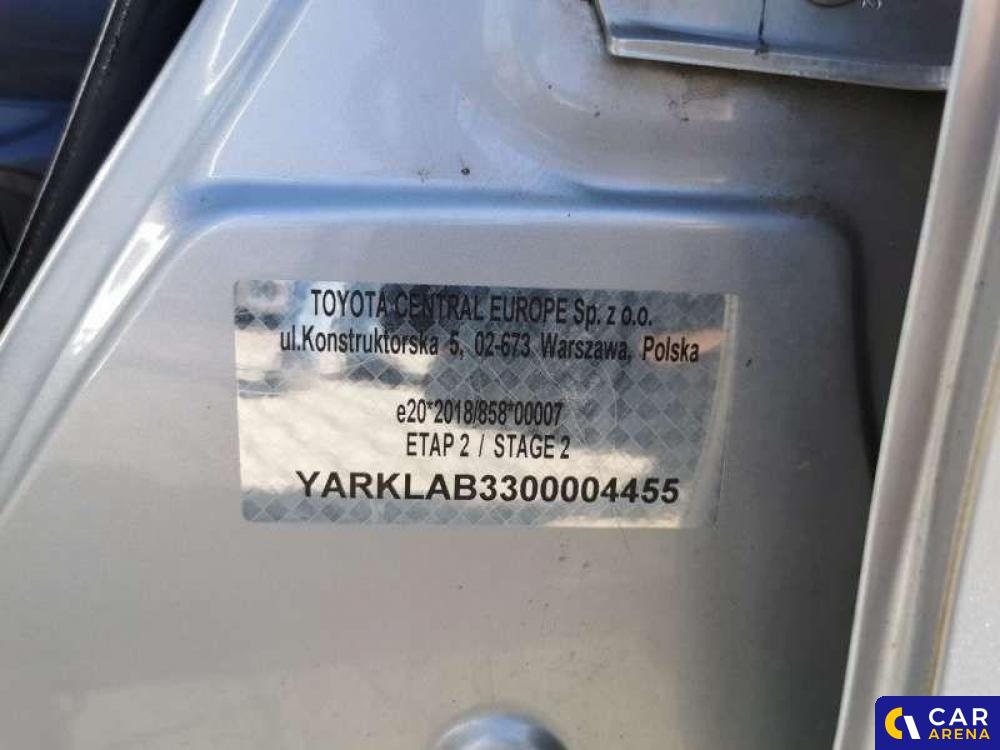 TOYOTA CENTRAL EUROPE Sp. z o.o.
ul.Konstruktorska 5, 02-673 Warszawa, Polska
e20*2018/858*00007
ETAP 2 / STAGE 2
YARKLAB3300004455
CAR
ARENA